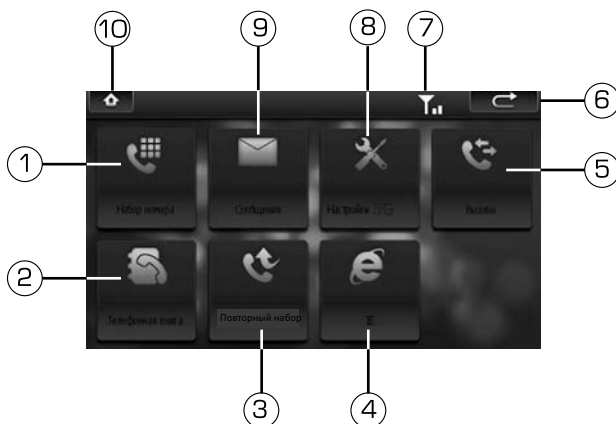 10
9
8
7
6
1
5
Набор номера
Сообщения
Настройки 3G
Вызовы
2
Телефонная книга
Повторный набор
IE
3
4